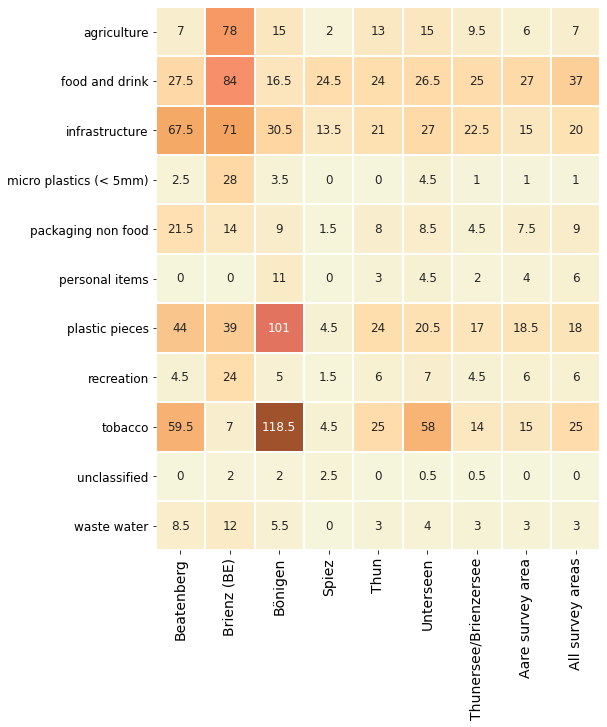 agriculture 7 78 15 2 13 15 9.5 6 7
food and drink 27.5 84 16.5 24.5 24 26.5 25 27 37
infrastructure 67.5 71 30.5 13.5 21 27 22.5 15 20
micro plastics (< 5mm) 2.5 28 3.5 0 0 4.5 1 1 1
packaging non food 21.5 14 9 1.5 8 8.5 4.5 7.5 9
personal items 0 0 11 0 3 4.5 2 4 6
plastic pieces 44 39 101 4.5 24 20.5 17 18.5 18
recreation 4.5 24 5 1.5 6 7 4.5 6 6
tobacco 59.5 7 118.5 4.5 25 58 14 15 25
unclassified 0 2 2 2.5 0 0.5 0.5 0 0
waste water 8.5 12 5.5 0 3 4 3 3 3
Beatenberg
Brienz (BE)
Bönigen
Spiez
Thun
Unterseen
Thunersee/Brienzersee
Aare survey area
All survey areas